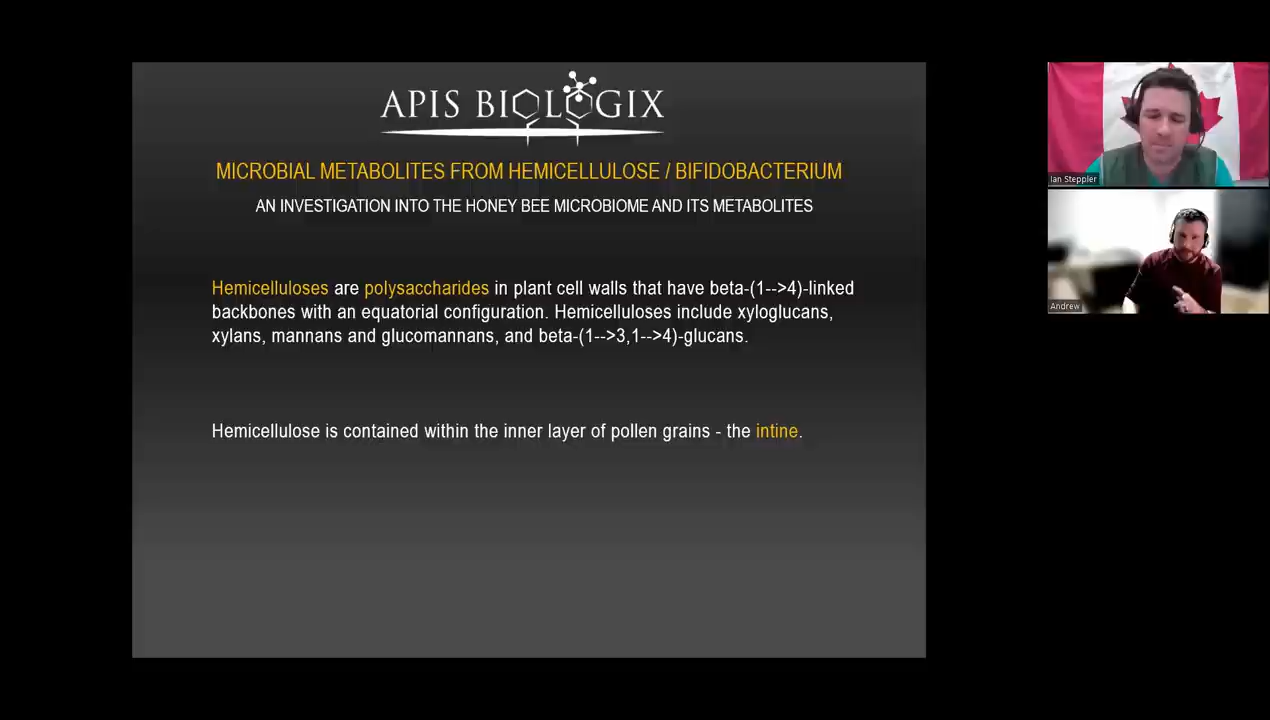 APIS BIOLOGIX
MICROBIAL METABOLITES FROM HEMICELLULOSE / BIFIDOBACTERIUM
AN INVESTIGATION INTO THE HONEY BEE MICROBIOME AND ITS METABOLITES
Hemicelluloses are polysaccharides in plant cell walls that have beta-(1-->4)-linked
backbones with an equatorial configuration. Hemicelluloses include xyloglucans,
xylans, mannans and glucomannans, and beta-(1-->3,1-->4)-glucans.
Hemicellulose is contained within the inner layer of pollen grains - the intine.
Ian Steppler
Andrew